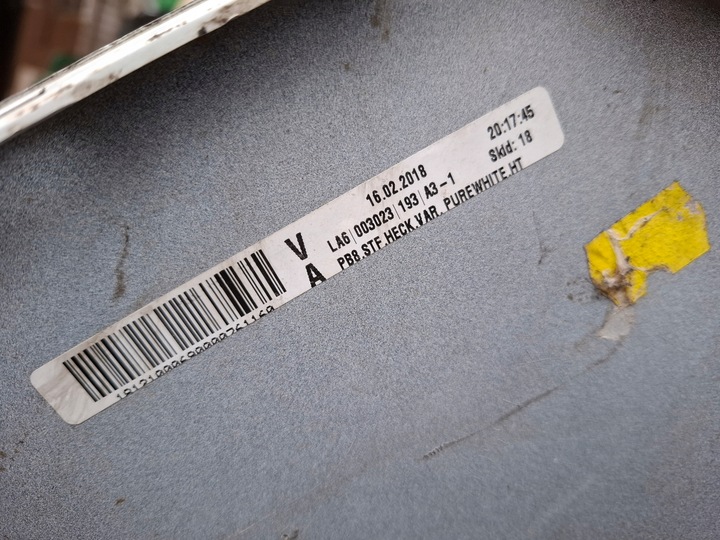 16.02.2018 20:17:45
LA6|003023|193|A3-1 Skid: 18
PB8.STF.HECK.VAR. PUREWHITE.HT
V
A